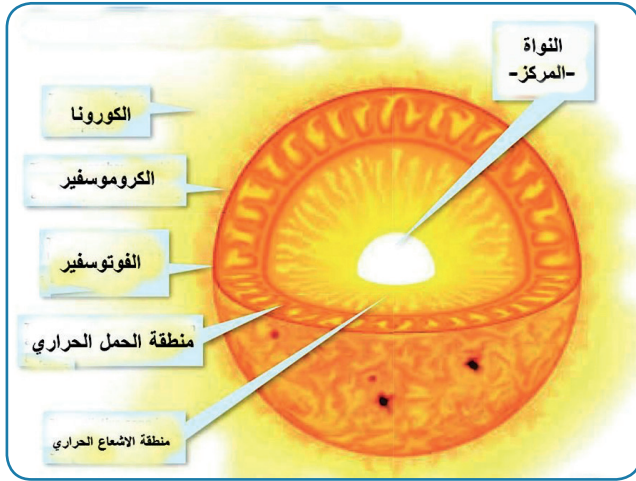 النواة
-المركز-
الكورونا
الكروموسفير
الفوتوسفير
منطقة الحمل الحراري
منطقة الاشعاع الحراري